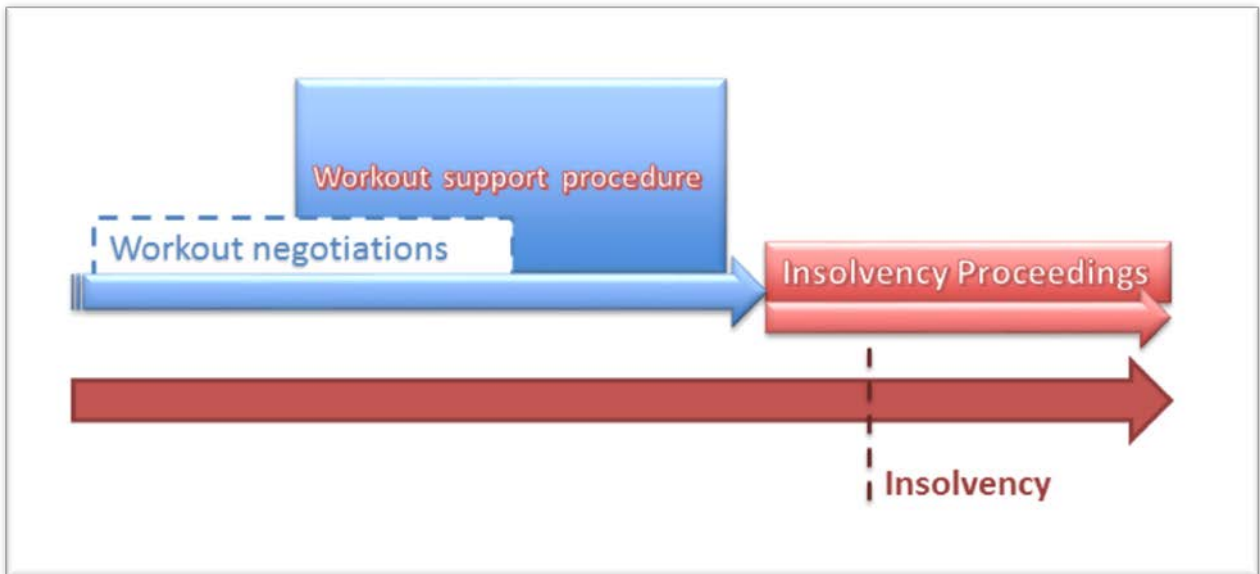 Workout support procedure
Workout negotiations
Insolvency Proceedings
Insolvency